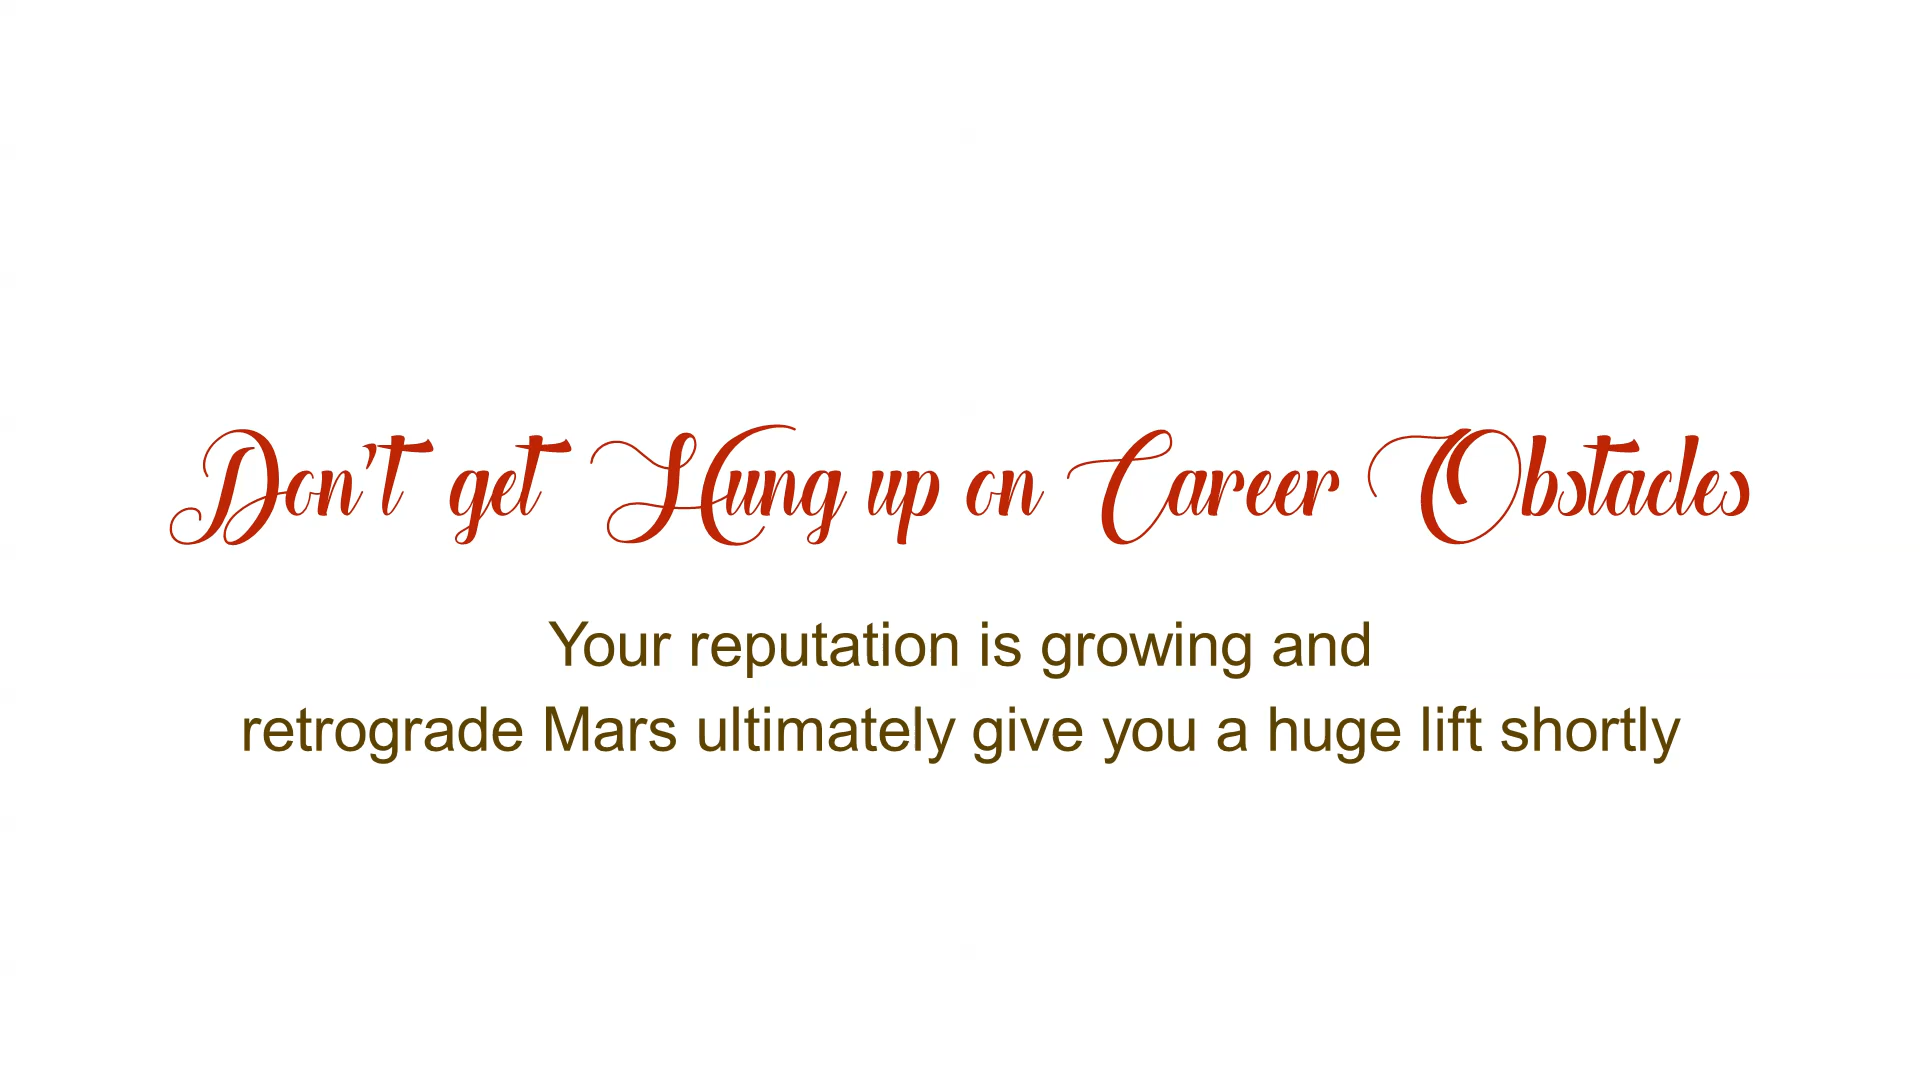 Don't get Hung up on Career Obstacles
Your reputation is growing and
retrograde Mars ultimately give you a huge lift shortly